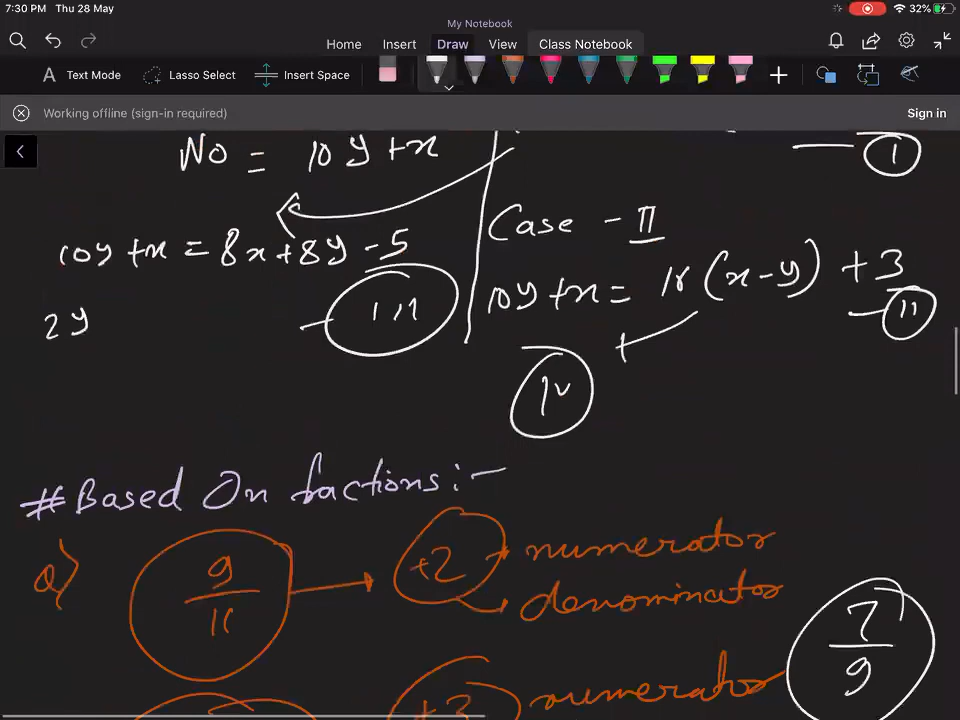 7:30 PM Thu 28 May
32%
My Notebook
Home Insert Draw View Class Notebook
Text Mode Lasso Select Insert Space
Working offline (sign-in required) Sign in
No = 10y+x
— 1
Case - II
10y+x = 8x+8y-5
— III
10y+x = 16(x-y) +3
— II
2y
IV
#Based On factions:-
a) 9/11 → +2 numerator
denominator
7/9
+3 numerator